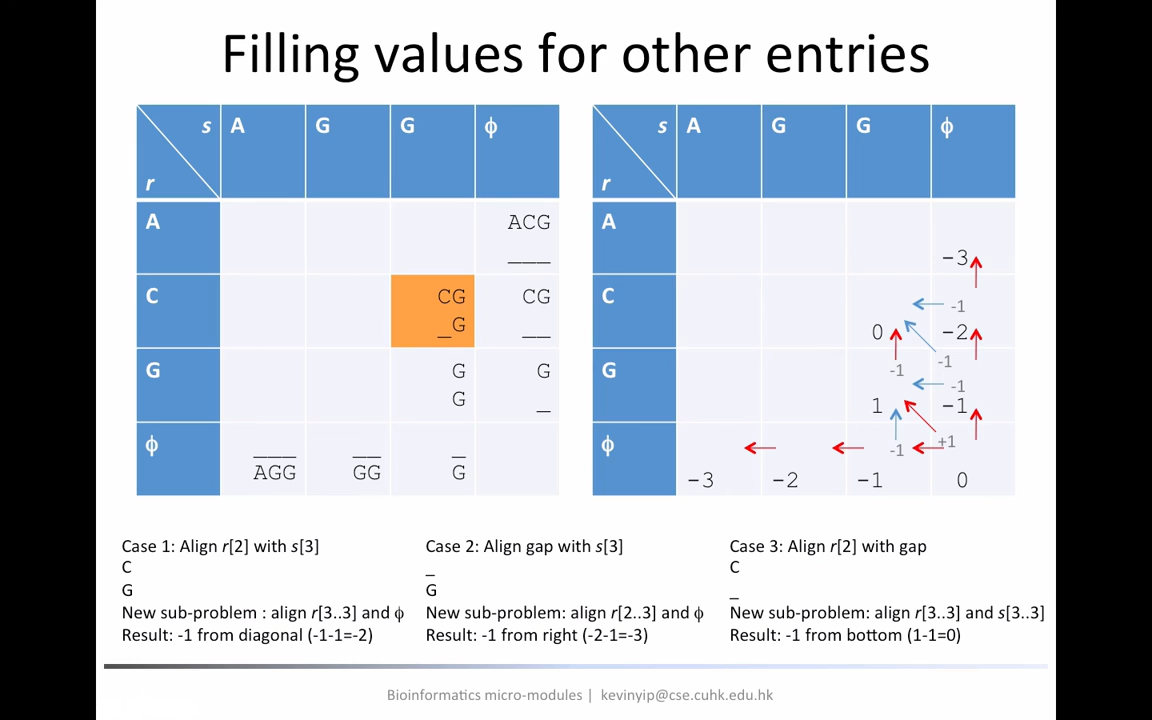 Filling values for other entries
s A G G ϕ
r
A ACG
___
C CG CG
_G __
G G G
G _
ϕ ___ __ _
AGG GG G
s A G G ϕ
r
A
-3
C -1
0 -2
-1 -1
G -1
1 -1
ϕ -1 +1
-3 -2 -1 0
Case 1: Align r[2] with s[3]
C
G
New sub-problem : align r[3..3] and ϕ
Result: -1 from diagonal (-1-1=-2)
Case 2: Align gap with s[3]
_
G
New sub-problem: align r[2..3] and ϕ
Result: -1 from right (-2-1=-3)
Case 3: Align r[2] with gap
C
_
New sub-problem: align r[3..3] and s[3..3]
Result: -1 from bottom (1-1=0)
Bioinformatics micro-modules | kevinyip@cse.cuhk.edu.hk